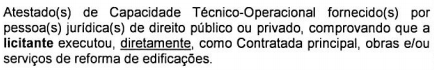 Atestado(s) de Capacidade Técnico-Operacional fornecido(s) por
pessoa(s) jurídica(s) de direito público ou privado, comprovando que a
licitante executou, diretamente, como Contratada principal, obras e/ou
serviços de reforma de edificações.